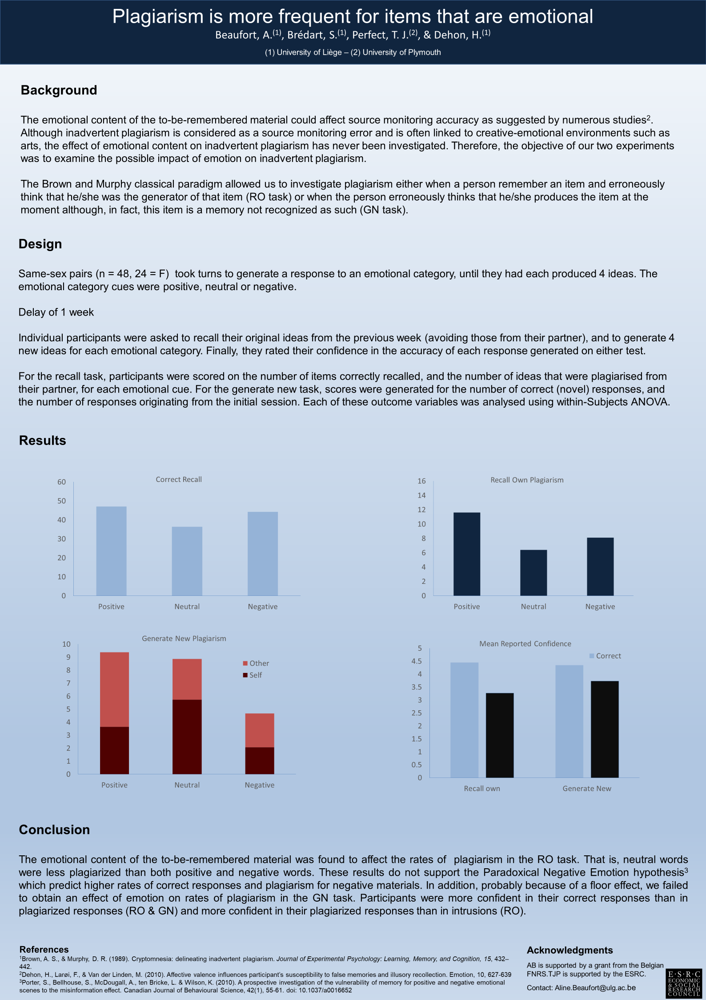 Plagiarism is more frequent for items that are emotional
Beaufort, A.(1), Brédart, S.(1), Perfect, T. J.(2), & Dehon, H.(1)
(1) University of Liège – (2) University of Plymouth
Background
The emotional content of the to-be-remembered material could affect source monitoring accuracy as suggested by numerous studies2.
Although inadvertent plagiarism is considered as a source monitoring error and is often linked to creative-emotional environments such as
arts, the effect of emotional content on inadvertent plagiarism has never been investigated. Therefore, the objective of our two experiments
was to examine the possible impact of emotion on inadvertent plagiarism.
The Brown and Murphy classical paradigm allowed us to investigate plagiarism either when a person remember an item and erroneously
think that he/she was the generator of that item (RO task) or when the person erroneously thinks that he/she produces the item at the
moment although, in fact, this item is a memory not recognized as such (GN task).
Design
Same-sex pairs (n = 48, 24 = F)  took turns to generate a response to an emotional category, until they had each produced 4 ideas. The
emotional category cues were positive, neutral or negative.
Delay of 1 week
Individual participants were asked to recall their original ideas from the previous week (avoiding those from their partner), and to generate 4
new ideas for each emotional category. Finally, they rated their confidence in the accuracy of each response generated on either test.
For the recall task, participants were scored on the number of items correctly recalled, and the number of ideas that were plagiarised from
their partner, for each emotional cue. For the generate new task, scores were generated for the number of correct (novel) responses, and
the number of responses originating from the initial session. Each of these outcome variables was analysed using within-Subjects ANOVA.
Results
Correct Recall
60
50
40
30
20
10
0
Positive Neutral Negative
Recall Own Plagiarism
16
14
12
10
8
6
4
2
0
Positive Neutral Negative
Generate New Plagiarism
10
9
8
7
6
5
4
3
2
1
0
Other
Self
Positive Neutral Negative
Mean Reported Confidence
5
4.5
4
3.5
3
2.5
2
1.5
1
0.5
0
Correct
Recall own Generate New
Conclusion
The emotional content of the to-be-remembered material was found to affect the rates of  plagiarism in the RO task. That is, neutral words
were less plagiarized than both positive and negative words. These results do not support the Paradoxical Negative Emotion hypothesis3
which predict higher rates of correct responses and plagiarism for negative materials. In addition, probably because of a floor effect, we failed
to obtain an effect of emotion on rates of plagiarism in the GN task. Participants were more confident in their correct responses than in
plagiarized responses (RO & GN) and more confident in their plagiarized responses than in intrusions (RO).
References
1Brown, A. S., & Murphy, D. R. (1989). Cryptomnesia: delineating inadvertent plagiarism. Journal of Experimental Psychology: Learning, Memory, and Cognition, 15, 432–
442.
2Dehon, H., Larøi, F., & Van der Linden, M. (2010). Affective valence influences participant's susceptibility to false memories and illusory recollection. Emotion, 10, 627-639
3Porter, S., Bellhouse, S., McDougall, A., ten Bricke, L. & Wilson, K. (2010). A prospective investigation of the vulnerability of memory for positive and negative emotional
scenes to the misinformation effect. Canadian Journal of Behavioural Science, 42(1), 55-61. doi: 10.1037/a0016652
Acknowledgments
AB is supported by a grant from the Belgian
FNRS.TJP is supported by the ESRC.
Contact: Aline.Beaufort@ulg.ac.be
E·S·R·C
ECONOMIC
& SOCIAL
RESEARCH
COUNCIL